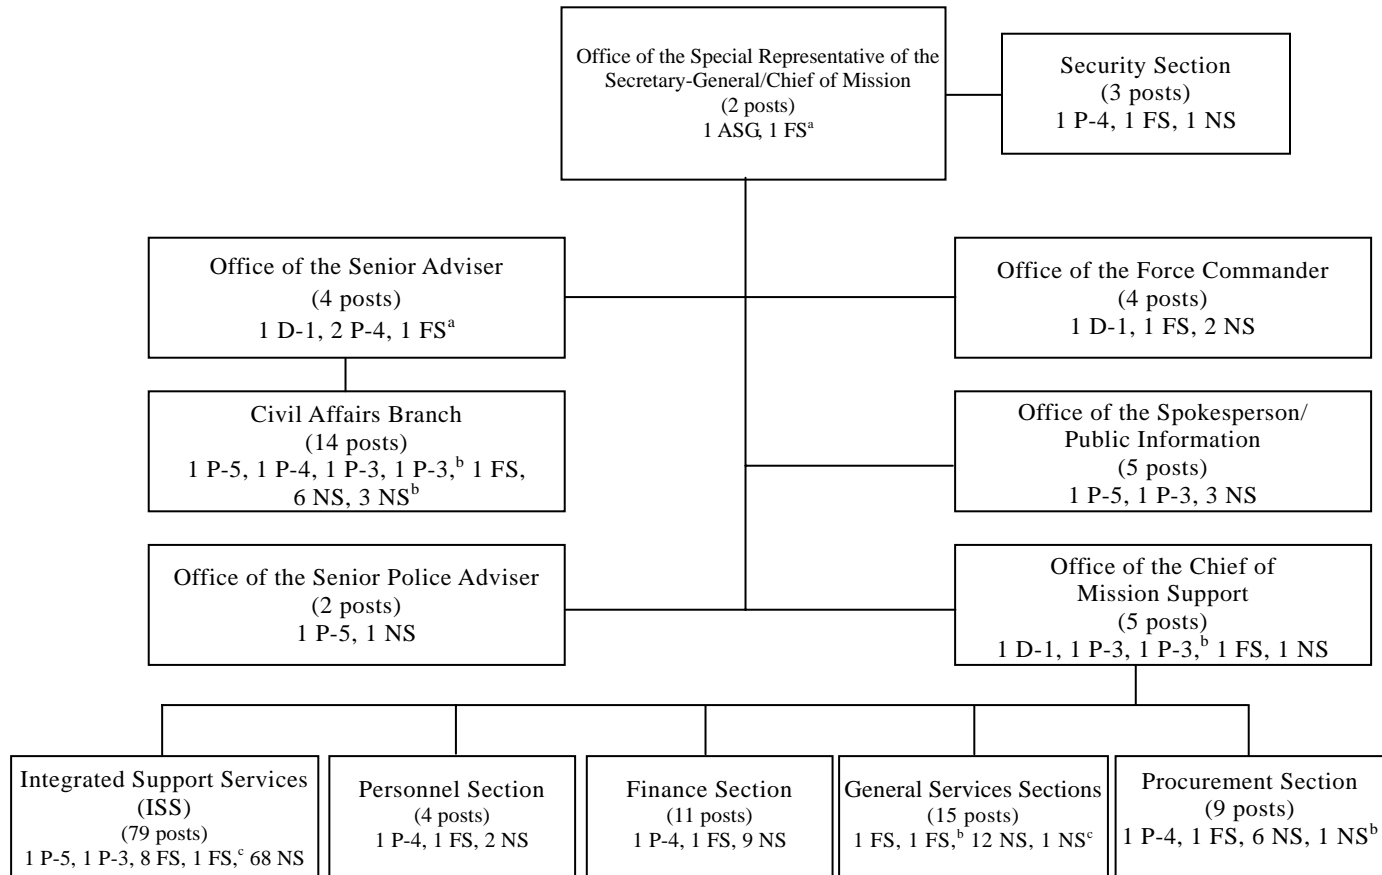 Office of the Special Representative of the
Secretary-General/Chief of Mission
(2 posts)
1 ASG, 1 FSᵃ
Security Section
(3 posts)
1 P-4, 1 FS, 1 NS
Office of the Senior Adviser
(4 posts)
1 D-1, 2 P-4, 1 FSᵃ
Office of the Force Commander
(4 posts)
1 D-1, 1 FS, 2 NS
Civil Affairs Branch
(14 posts)
1 P-5, 1 P-4, 1 P-3, 1 P-3,ᵇ 1 FS,
6 NS, 3 NSᵇ
Office of the Spokesperson/
Public Information
(5 posts)
1 P-5, 1 P-3, 3 NS
Office of the Senior Police Adviser
(2 posts)
1 P-5, 1 NS
Office of the Chief of
Mission Support
(5 posts)
1 D-1, 1 P-3, 1 P-3,ᵇ 1 FS, 1 NS
Integrated Support Services
(ISS)
(79 posts)
1 P-5, 1 P-3, 8 FS, 1 FS,ᶜ 68 NS
Personnel Section
(4 posts)
1 P-4, 1 FS, 2 NS
Finance Section
(11 posts)
1 P-4, 1 FS, 9 NS
General Services Sections
(15 posts)
1 FS, 1 FS,ᵇ 12 NS, 1 NSᶜ
Procurement Section
(9 posts)
1 P-4, 1 FS, 6 NS, 1 NSᵇ